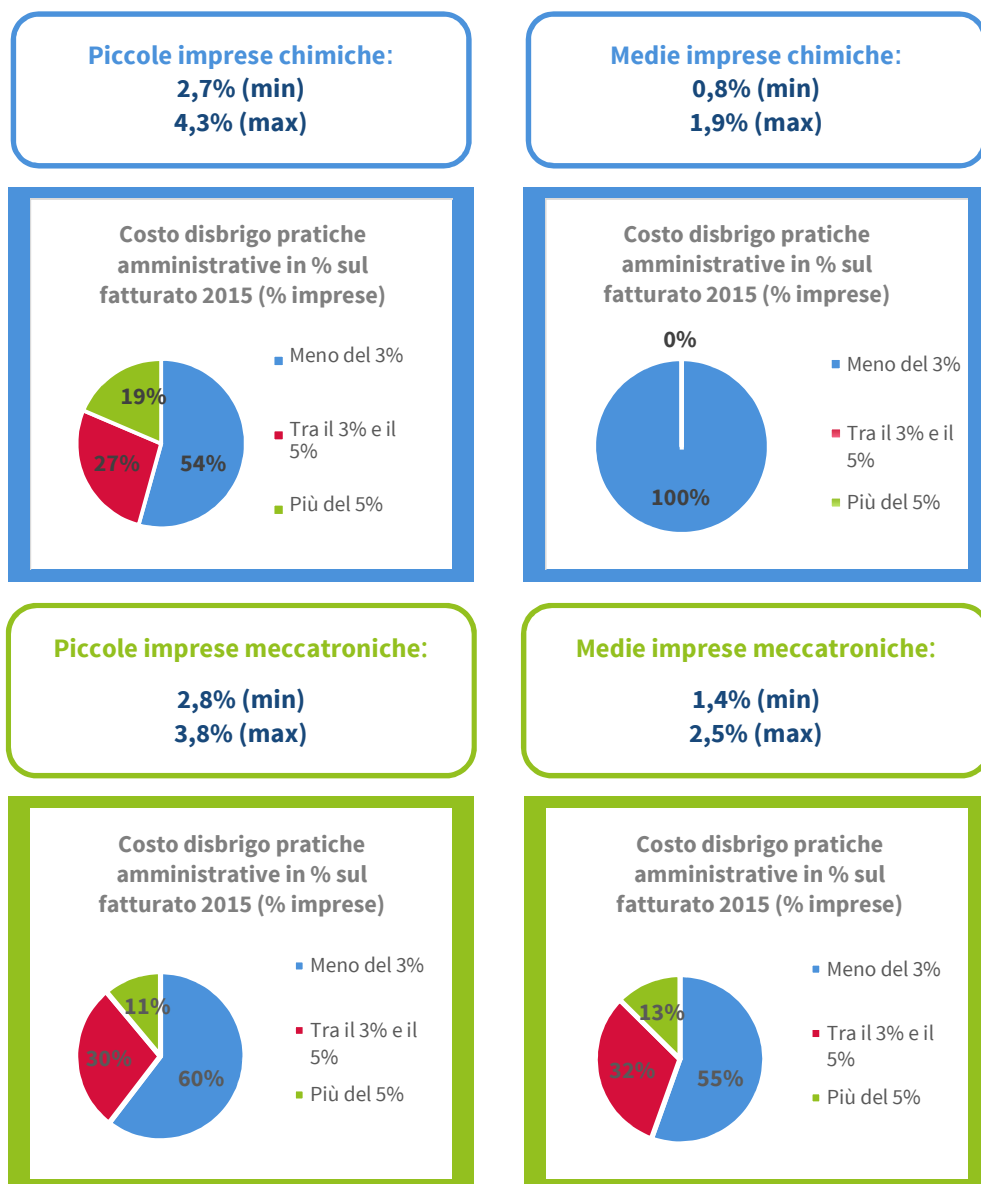 Piccole imprese chimiche:
2,7% (min)
4,3% (max)
Medie imprese chimiche:
0,8% (min)
1,9% (max)
Costo disbrigo pratiche
amministrative in % sul
fatturato 2015 (% imprese)
19%
27%
54%
Meno del 3%
Tra il 3% e il
5%
Più del 5%
Costo disbrigo pratiche
amministrative in % sul
fatturato 2015 (% imprese)
0%
100%
Meno del 3%
Tra il 3% e il
5%
Più del 5%
Piccole imprese meccatroniche:
2,8% (min)
3,8% (max)
Medie imprese meccatroniche:
1,4% (min)
2,5% (max)
Costo disbrigo pratiche
amministrative in % sul
fatturato 2015 (% imprese)
11%
30%
60%
Meno del 3%
Tra il 3% e il
5%
Più del 5%
Costo disbrigo pratiche
amministrative in % sul
fatturato 2015 (% imprese)
13%
32%
55%
Meno del 3%
Tra il 3% e il
5%
Più del 5%